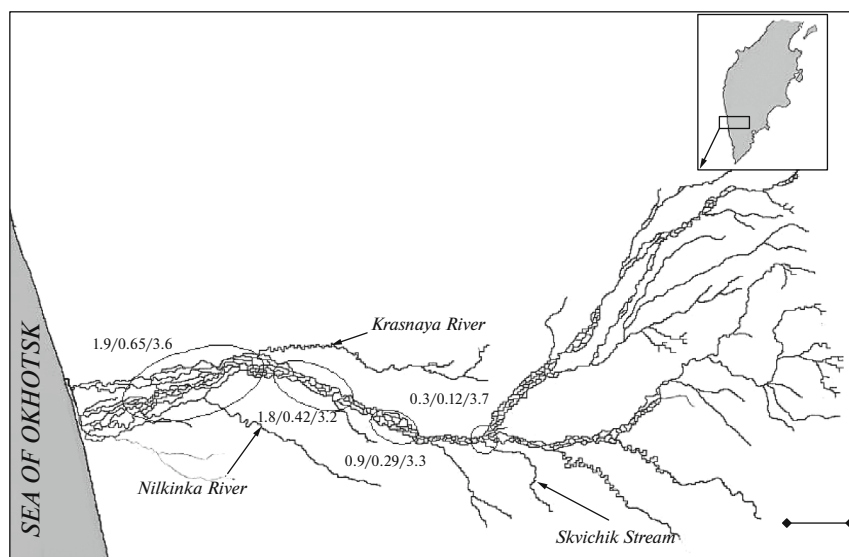 Krasnaya River
1.9/0.65/3.6
0.3/0.12/3.7
1.8/0.42/3.2
0.9/0.29/3.3
Nilkinka River
Skvichik Stream
SEA OF OKHOTSK